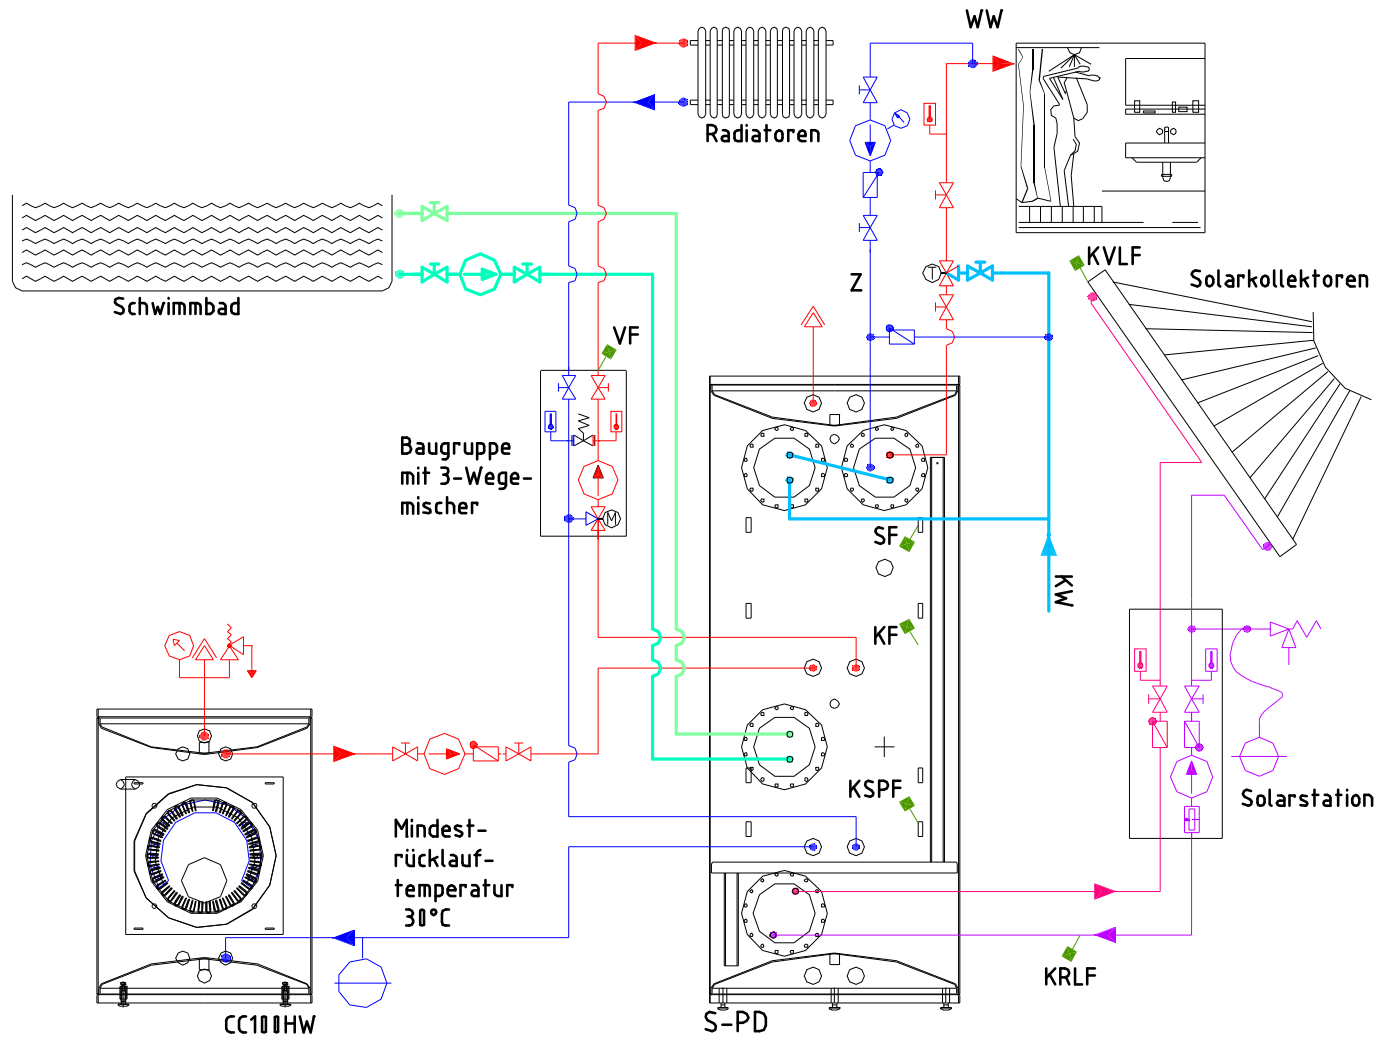 WW
Radiatoren
KVLF
Solarkollektoren
Z
T
Schwimmbad
VF
Baugruppe
mit 3-Wege-
mischer
M
SF
KW
KF
KSPF
Solarstation
Mindest-
rücklauf-
temperatur
30°C
KRLF
CC100HW
S-PD